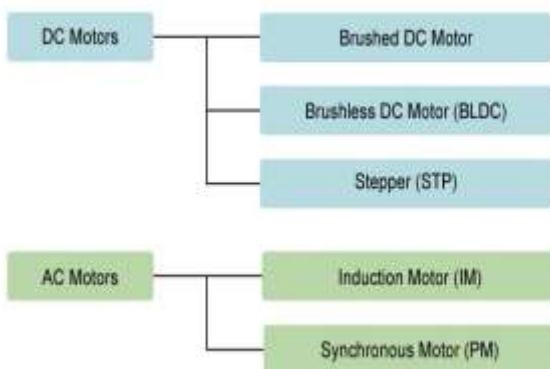 DC Motors
Brushed DC Motor
Brushless DC Motor (BLDC)
Stepper (STP)
AC Motors
Induction Motor (IM)
Synchronous Motor (PM)